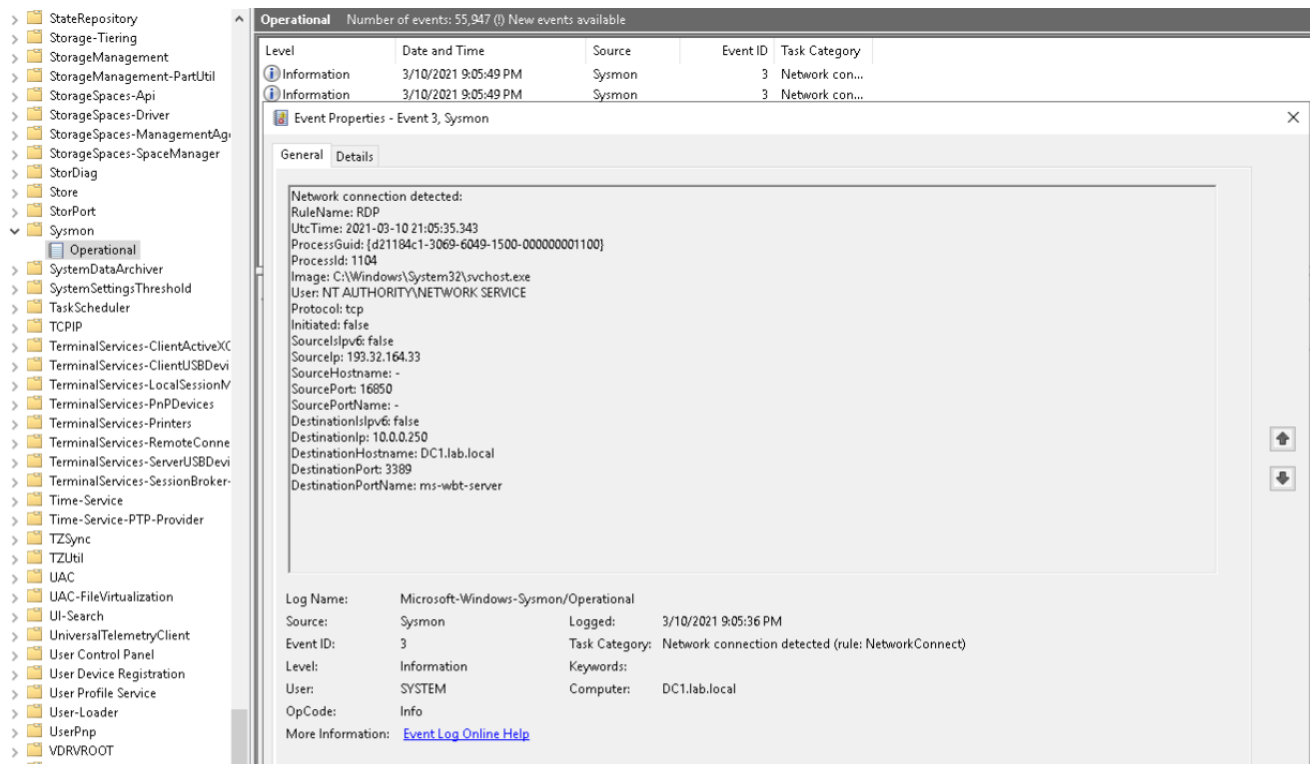 StateRepository
Storage-Tiering
StorageManagement
StorageManagement-PartUtil
StorageSpaces-Api
StorageSpaces-Driver
StorageSpaces-ManagementAg
StorageSpaces-SpaceManager
StorDiag
Store
StorPort
Sysmon
Operational
SystemDataArchiver
SystemSettingsThreshold
TaskScheduler
TCPIP
TerminalServices-ClientActiveXC
TerminalServices-ClientUSBDevi
TerminalServices-LocalSessionM
TerminalServices-PnPDevices
TerminalServices-Printers
TerminalServices-RemoteConne
TerminalServices-ServerUSBDevi
TerminalServices-SessionBroker-
Time-Service
Time-Service-PTP-Provider
TZSync
TZUtil
UAC
UAC-FileVirtualization
UI-Search
UniversalTelemetryClient
User Control Panel
User Device Registration
User Profile Service
User-Loader
UserPnp
VDRVROOT
Operational Number of events: 55,947 (!) New events available
Level Date and Time Source Event ID Task Category
Information 3/10/2021 9:05:49 PM Sysmon 3 Network con...
Information 3/10/2021 9:05:49 PM Sysmon 3 Network con...
Event Properties - Event 3, Sysmon
General Details
Network connection detected:
RuleName: RDP
UtcTime: 2021-03-10 21:05:35.343
ProcessGuid: {d21184c1-3069-6049-1500-000000001100}
ProcessId: 1104
Image: C:\Windows\System32\svchost.exe
User: NT AUTHORITY\NETWORK SERVICE
Protocol: tcp
Initiated: false
SourceIsIpv6: false
SourceIp: 193.32.164.33
SourceHostname: -
SourcePort: 16850
SourcePortName: -
DestinationIsIpv6: false
DestinationIp: 10.0.0.250
DestinationHostname: DC1.lab.local
DestinationPort: 3389
DestinationPortName: ms-wbt-server
Log Name: Microsoft-Windows-Sysmon/Operational
Source: Sysmon Logged: 3/10/2021 9:05:36 PM
Event ID: 3 Task Category: Network connection detected (rule: NetworkConnect)
Level: Information Keywords:
User: SYSTEM Computer: DC1.lab.local
OpCode: Info
More Information: Event Log Online Help